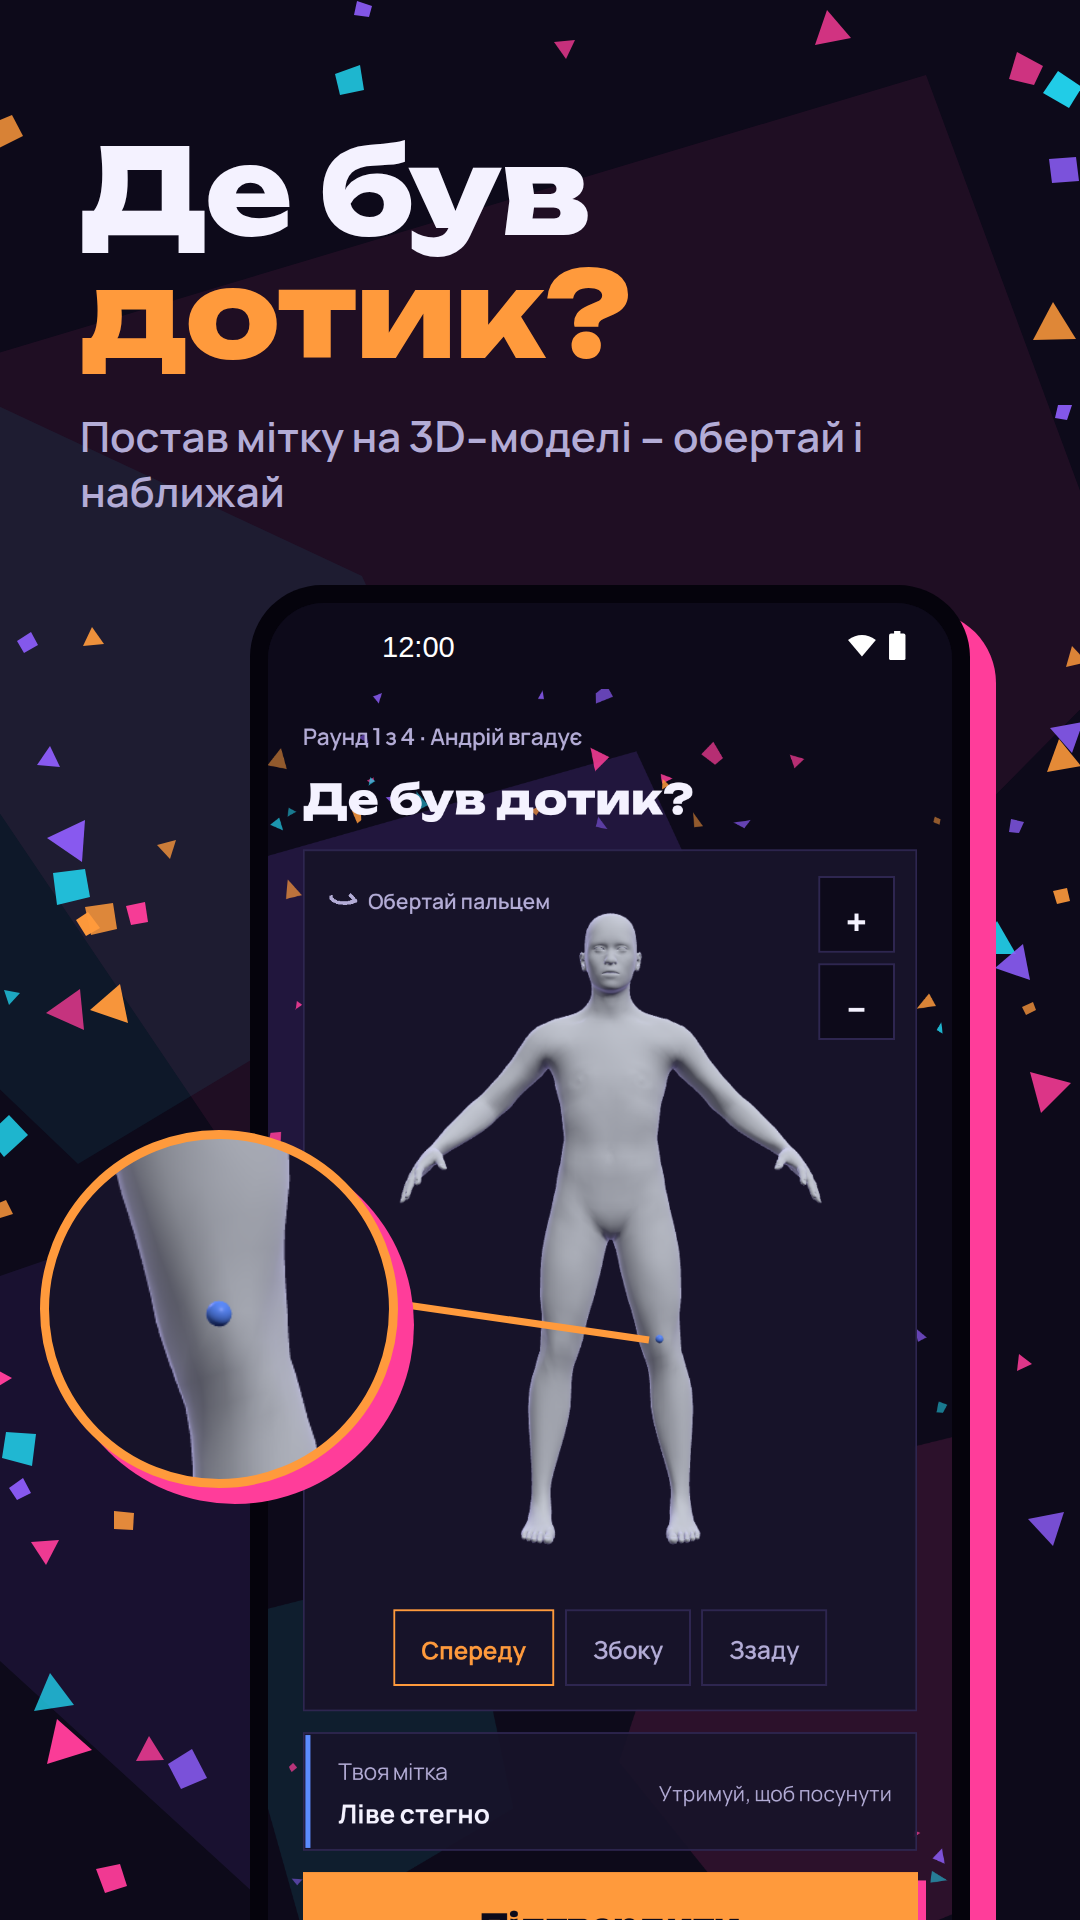 Де був
дотик?
Постав мітку на 3D-моделі – обертай і
наближай
12:00
Раунд 1 з 4 · Андрій вгадує
Де був дотик?
Обертай пальцем
+
−
Спереду
Збоку
Ззаду
Твоя мітка
Ліве стегно
Утримуй, щоб посунути